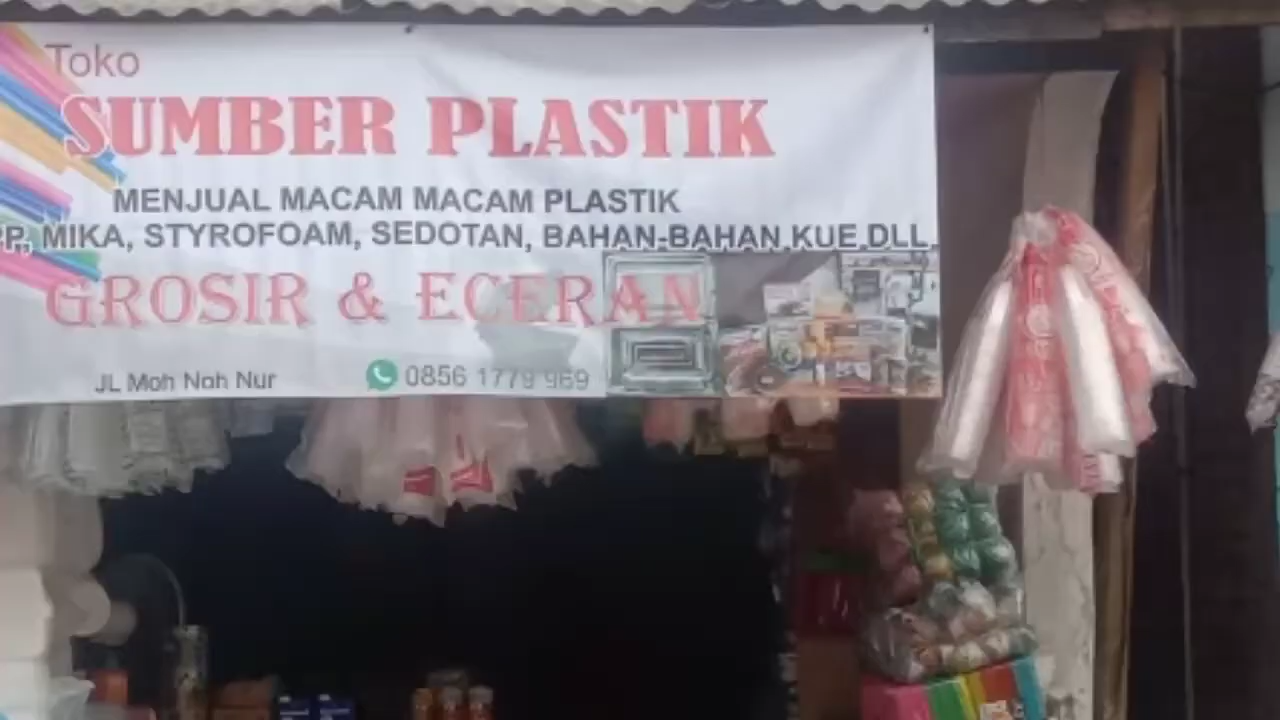 Toko
SUMBER PLASTIK
MENJUAL MACAM MACAM PLASTIK
PP, MIKA, STYROFOAM, SEDOTAN, BAHAN-BAHAN KUE DLL.
GROSIR & ECERAN
JL Moh Noh Nur
0856 1779 969